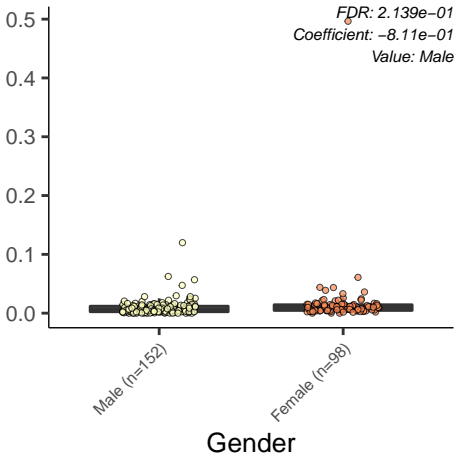 FDR: 2.139e−01
Coefficient: −8.11e−01
Value: Male
0.5
0.4
0.3
0.2
0.1
0.0
Male (n=152)
Female (n=98)
Gender